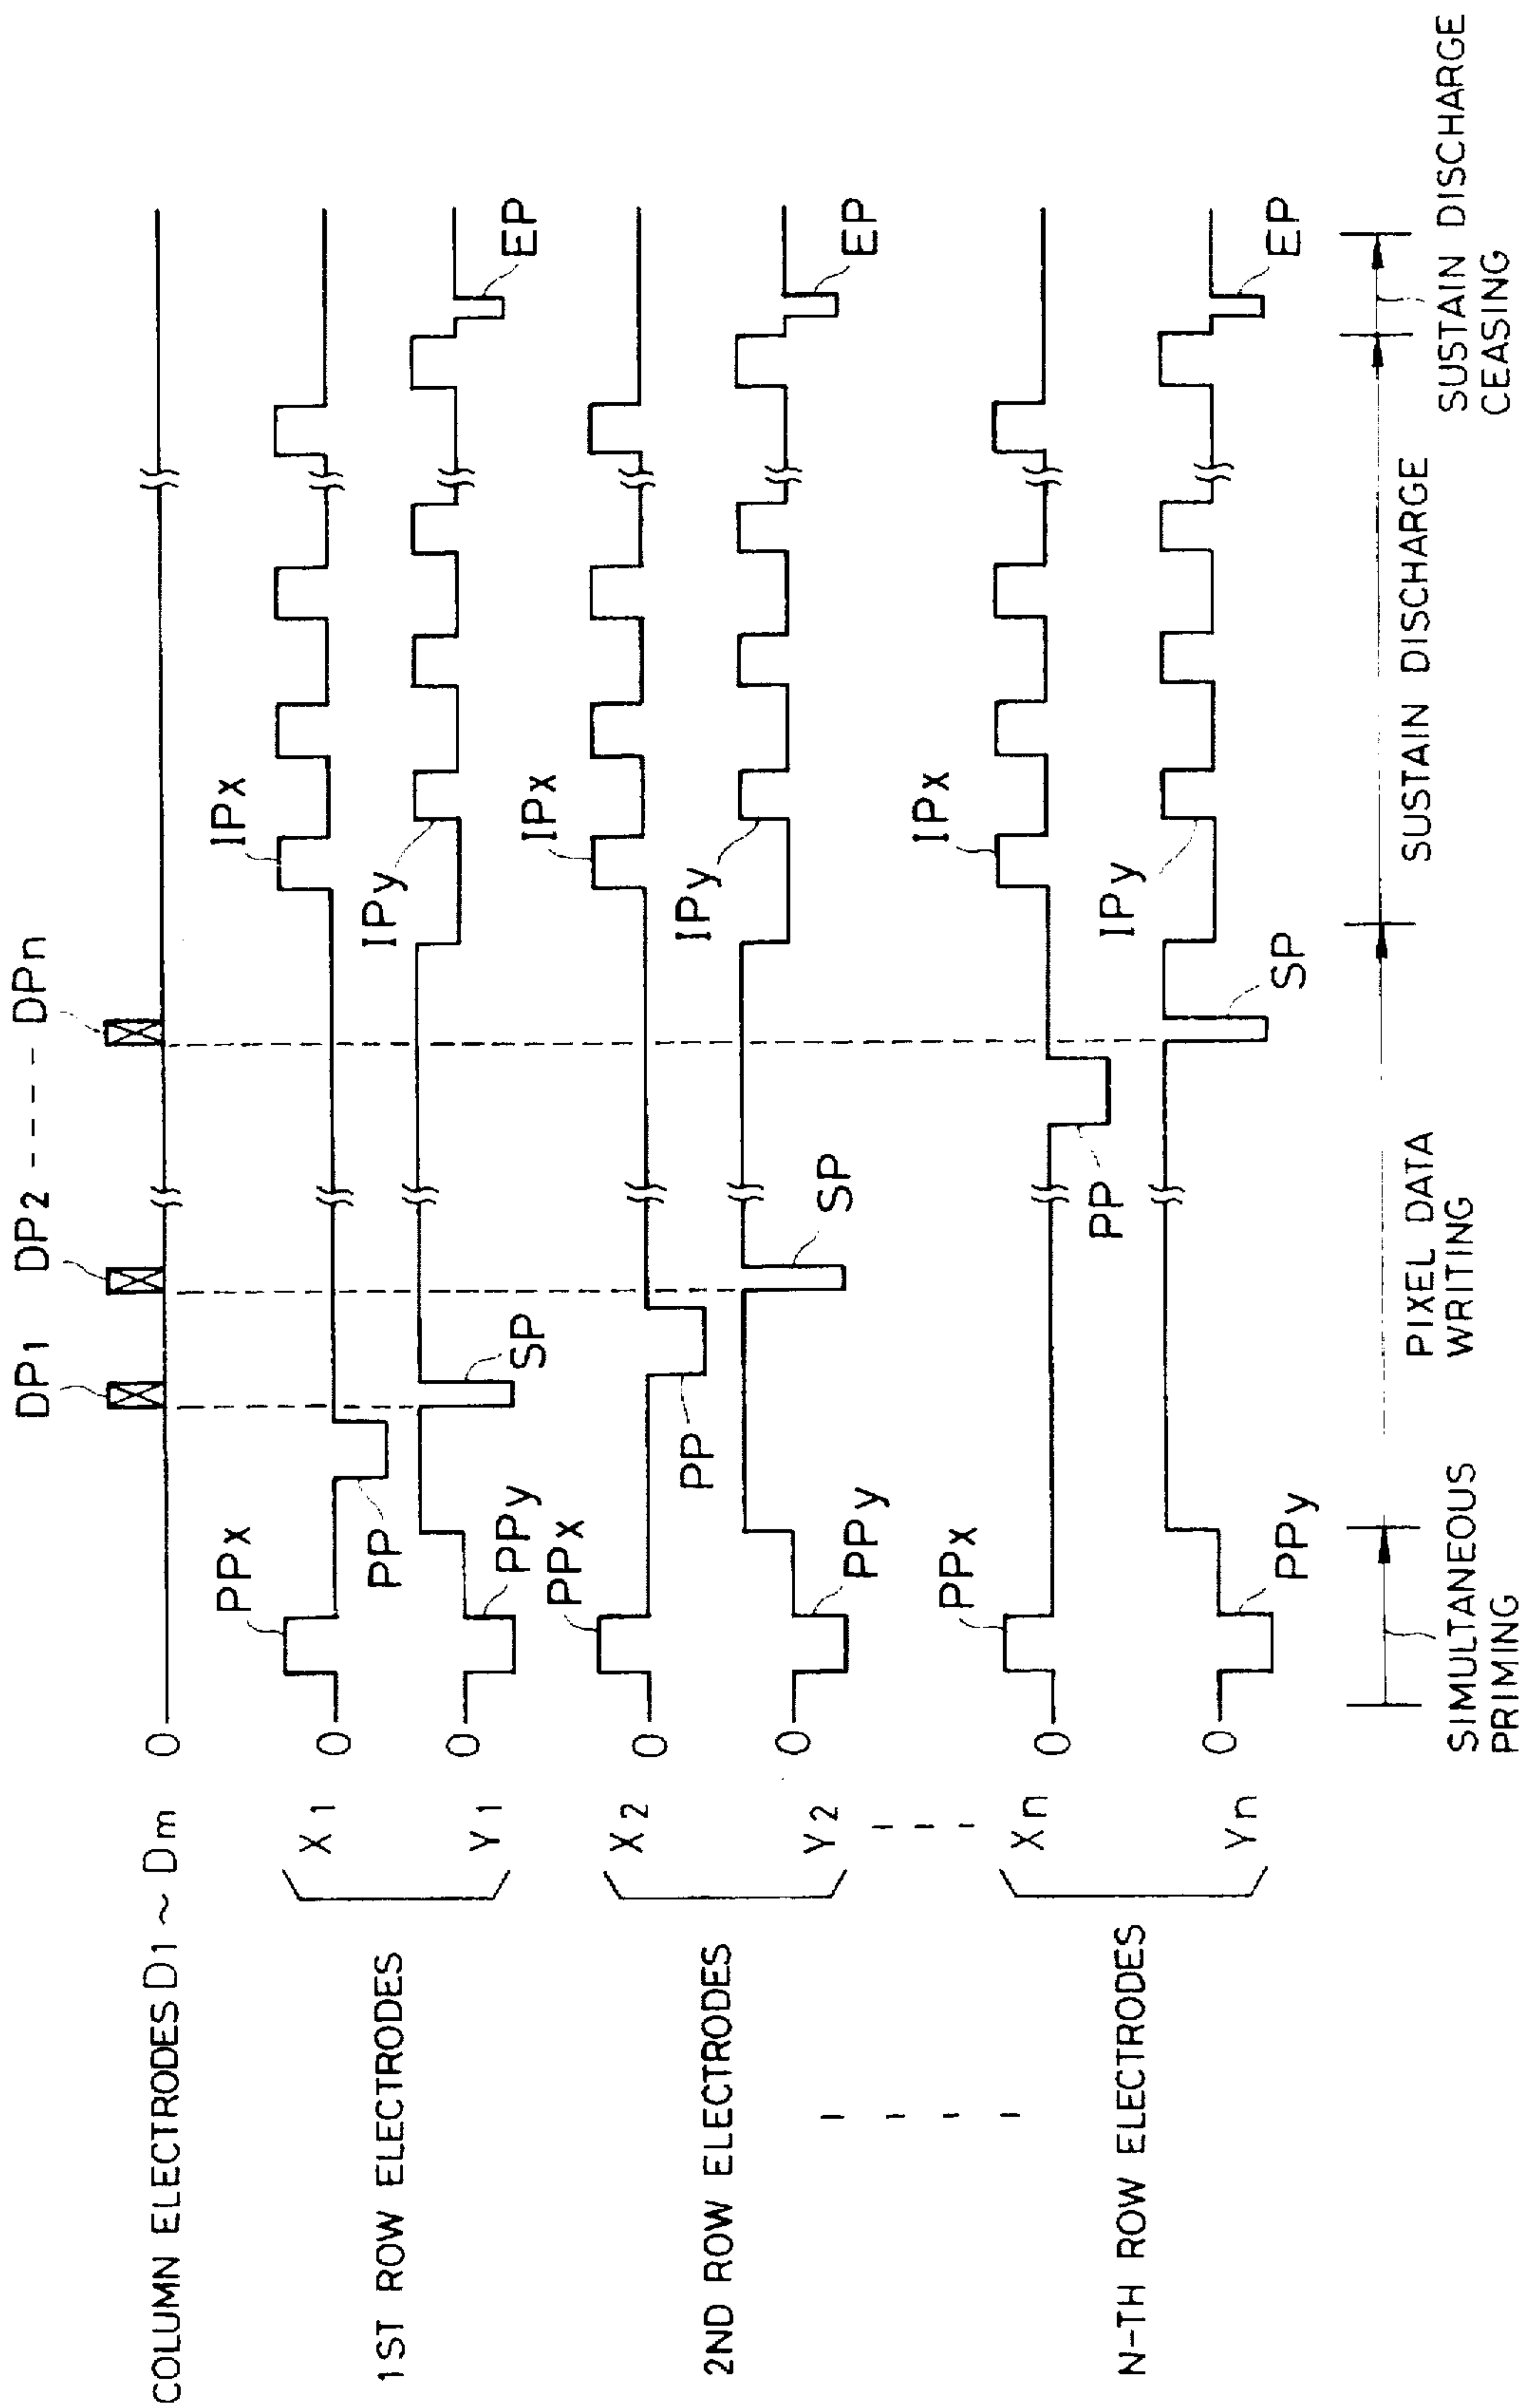 DP1 DP2 - - - - DPn
COLUMN ELECTRODES D1 ~ Dm 0
PPx IPx
X1 0
PP
1ST ROW ELECTRODES
IPy
Y1 0
PPy SP EP
PPx IPx
X2 0
PP
2ND ROW ELECTRODES
IPy
Y2 0
PPy SP EP
PPx IPx
Xn 0
PP
N-TH ROW ELECTRODES
IPy
Yn 0
PPy SP EP
SIMULTANEOUS
PRIMING
PIXEL DATA
WRITING
SUSTAIN DISCHARGE
SUSTAIN DISCHARGE
CEASING